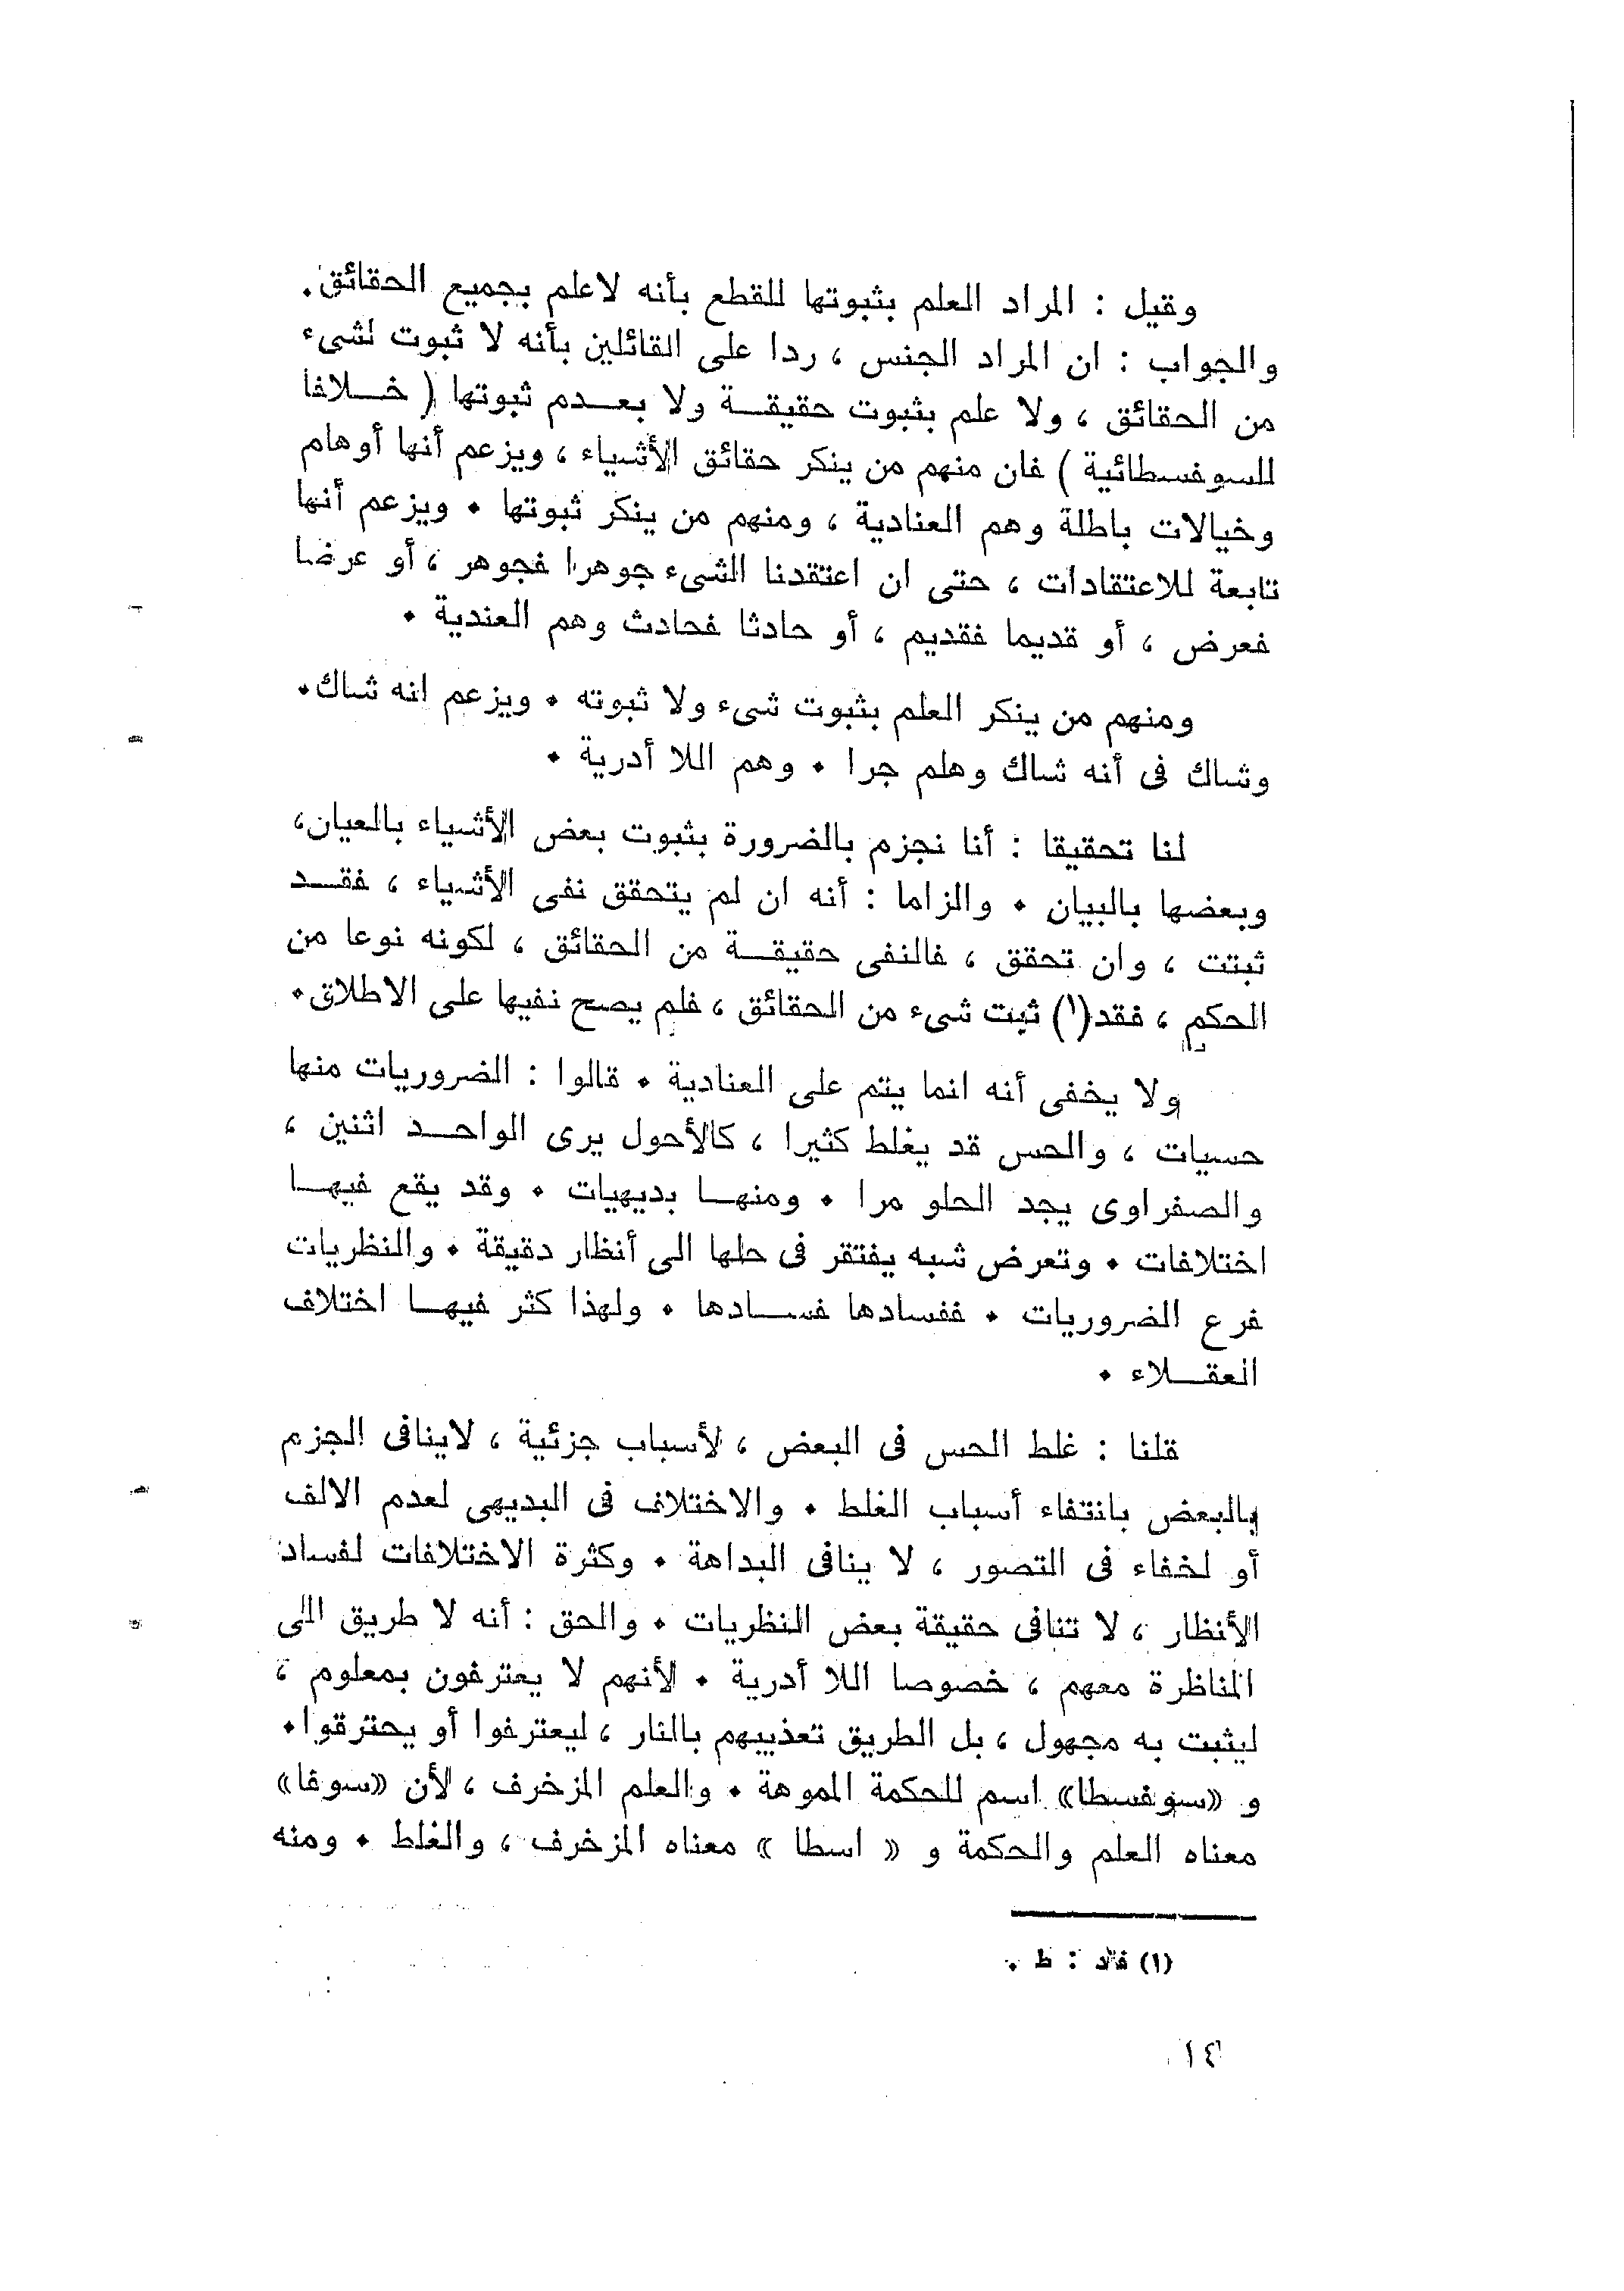 وقيل : المراد العلم بثبوتها للقطع بأنه لاعلم بجميع الحقائق.
والجواب : ان المراد الجنس ، ردا على القائلين بأنه لا ثبوت لشىء
من الحقائق ، ولا علم بثبوت حقيقة ولا بعدم ثبوتها ( خلافا
للسوفسطائية ) فان منهم من ينكر حقائق الأشياء ، ويزعم أنها أوهام
وخيالات باطلة وهم العنادية ، ومنهم من ينكر ثبوتها . ويزعم أنها
تابعة للاعتقادات ، حتى ان اعتقدنا الشىء جوهرا فجوهر ، أو عرضا
فعرض ، أو قديما فقديم ، أو حادثا فحادث وهم العندية .
ومنهم من ينكر العلم بثبوت شىء ولا ثبوته . ويزعم انه شاك.
وشاك فى أنه شاك وهلم جرا . وهم اللا أدرية .
لنا تحقيقا : أنا نجزم بالضرورة بثبوت بعض الأشياء بالعيان،
وبعضها بالبيان . والزاما : أنه ان لم يتحقق نفى الأشياء ، فقد
ثبتت ، وان تحقق ، فالنفى حقيقة من الحقائق ، لكونه نوعا من
الحكم ، فقد(١) ثبت شىء من الحقائق ، فلم يصح نفيها على الاطلاق.
ولا يخفى أنه انما يتم على العنادية . قالوا : الضروريات منها
حسيات ، والحس قد يغلط كثيرا ، كالأحول يرى الواحد اثنين ،
والصفراوى يجد الحلو مرا . ومنها بديهيات . وقد يقع فيها
اختلافات . وتعرض شبه يفتقر فى حلها الى أنظار دقيقة . والنظريات
فرع الضروريات . ففسادها فسادها . ولهذا كثر فيها اختلاف
العقلاء .
قلنا : غلط الحس فى البعض ، لأسباب جزئية ، لاينافى الجزم
بالبعض بانتفاء أسباب الغلط . والاختلاف فى البديهى لعدم الالف
أو لخفاء فى التصور ، لا ينافى البداهة . وكثرة الاختلافات لفساد
الأنظار ، لا تنافى حقيقة بعض النظريات . والحق : أنه لا طريق الى
المناظرة معهم ، خصوصا اللا أدرية . لأنهم لا يعترفون بمعلوم ،
ليثبت به مجهول ، بل الطريق تعذيبهم بالنار ، ليعترفوا أو يحترقوا.
و «سوفسطا» اسم للحكمة المموهة . والعلم المزخرف ، لأن «سوفا»
معناه العلم والحكمة و « اسطا » معناه المزخرف ، والغلط . ومنه
(١) فقد : ط .
١٤